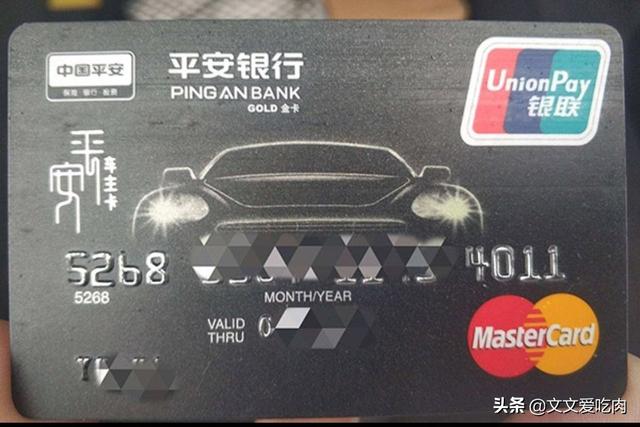 中国平安
保险·银行·投资
平安银行
PING AN BANK
GOLD 金卡
UnionPay
银联
平安
车主卡
5268 4011
5268
MONTH/YEAR
VALID THRU 0
MasterCard
头条 @文文爱吃肉